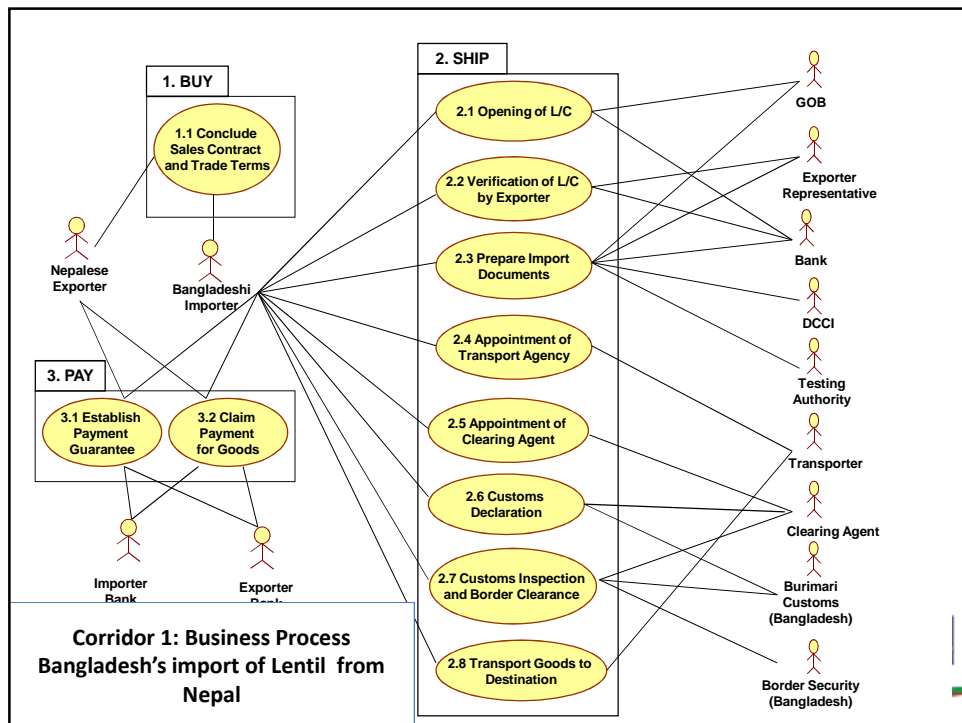 1. BUY
1.1 Conclude
Sales Contract
and Trade Terms
Nepalese
Exporter
Bangladeshi
Importer
3. PAY
3.1 Establish
Payment
Guarantee
3.2 Claim
Payment
for Goods
Importer
Bank
Exporter
Bank
2. SHIP
2.1 Opening of L/C
2.2 Verification of L/C
by Exporter
2.3 Prepare Import
Documents
2.4 Appointment of
Transport Agency
2.5 Appointment of
Clearing Agent
2.6 Customs
Declaration
2.7 Customs Inspection
and Border Clearance
2.8 Transport Goods to
Destination
GOB
Exporter
Representative
Bank
DCCI
Testing
Authority
Transporter
Clearing Agent
Burimari
Customs
(Bangladesh)
Border Security
(Bangladesh)
Corridor 1: Business Process
Bangladesh’s import of Lentil from
Nepal